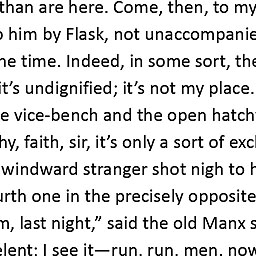 than are here. Come, then, to my
o him by Flask, not unaccompanie
he time. Indeed, in some sort, the
it’s undignified; it’s not my place.
e vice-bench and the open hatch
hy, faith, sir, it’s only a sort of exc
windward stranger shot nigh to h
urth one in the precisely opposite
m, last night,” said the old Manx s
elent; I see it—run, run, men, now